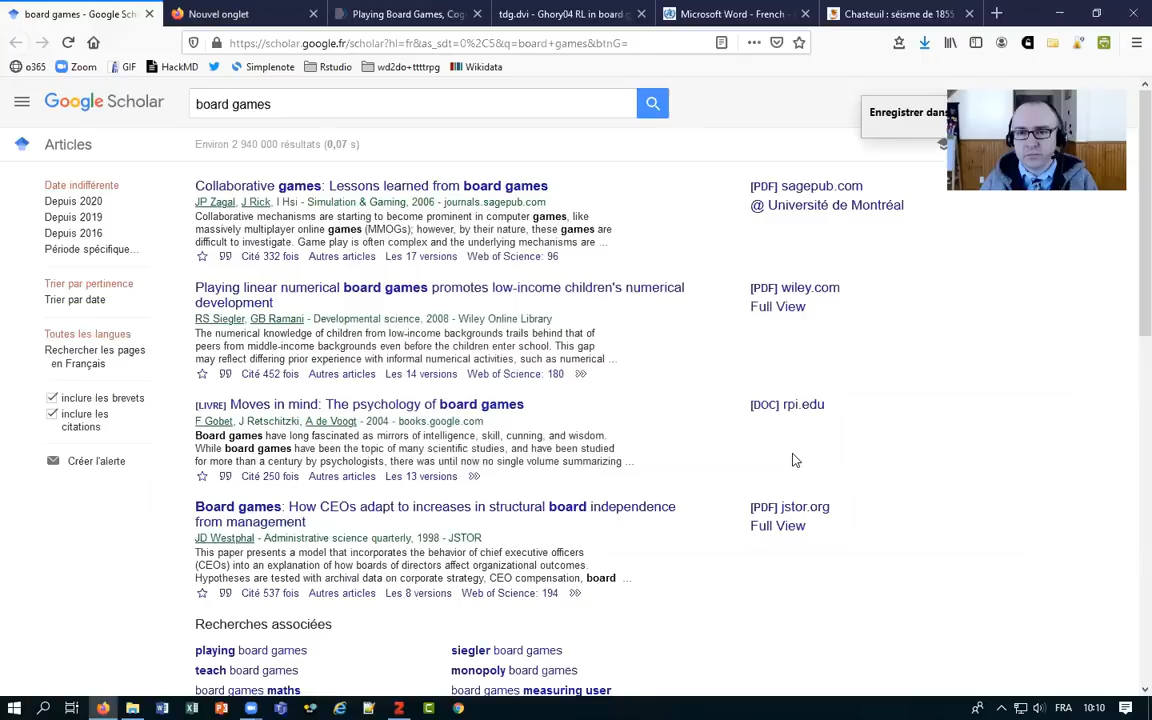 board games - Google Sch
Nouvel onglet
Playing Board Games, Cog
tdg.dvi - Ghory04 RL in board g
Microsoft Word - French -
Chasteuil : séisme de 1855
https://scholar.google.fr/scholar?hl=fr&as_sdt=0%2C5&q=board+games&btnG=
o365
Zoom
GIF
HackMD
Simplenote
Rstudio
wd2do+ttttrpg
Wikidata
Google Scholar
board games
Enregistrer dans
Articles
Environ 2 940 000 résultats (0,07 s)
Date indifférente
Depuis 2020
Depuis 2019
Depuis 2016
Période spécifique...
Trier par pertinence
Trier par date
Toutes les langues
Rechercher les pages
en Français
inclure les brevets
inclure les
citations
Créer l'alerte
Collaborative games: Lessons learned from board games
JP Zagal, J Rick, I Hsi - Simulation & Gaming, 2006 - journals.sagepub.com
Collaborative mechanisms are starting to become prominent in computer games, like
massively multiplayer online games (MMOGs); however, by their nature, these games are
difficult to investigate. Game play is often complex and the underlying mechanisms are ...
Cité 332 fois Autres articles Les 17 versions Web of Science: 96
[PDF] sagepub.com
@ Université de Montréal
Playing linear numerical board games promotes low-income children's numerical
development
RS Siegler, GB Ramani - Developmental science, 2008 - Wiley Online Library
The numerical knowledge of children from low-income backgrounds trails behind that of
peers from middle-income backgrounds even before the children enter school. This gap
may reflect differing prior experience with informal numerical activities, such as numerical ...
Cité 452 fois Autres articles Les 14 versions Web of Science: 180
[PDF] wiley.com
Full View
[LIVRE] Moves in mind: The psychology of board games
F Gobet, J Retschitzki, A de Voogt - 2004 - books.google.com
Board games have long fascinated as mirrors of intelligence, skill, cunning, and wisdom.
While board games have been the topic of many scientific studies, and have been studied
for more than a century by psychologists, there was until now no single volume summarizing ...
Cité 250 fois Autres articles Les 13 versions
[DOC] rpi.edu
Board games: How CEOs adapt to increases in structural board independence
from management
JD Westphal - Administrative science quarterly, 1998 - JSTOR
This paper presents a model that incorporates the behavior of chief executive officers
(CEOs) into an explanation of how boards of directors affect organizational outcomes.
Hypotheses are tested with archival data on corporate strategy, CEO compensation, board ...
Cité 537 fois Autres articles Les 8 versions Web of Science: 194
[PDF] jstor.org
Full View
Recherches associées
playing board games
siegler board games
teach board games
monopoly board games
board games maths
board games measuring user
FRA
10:10